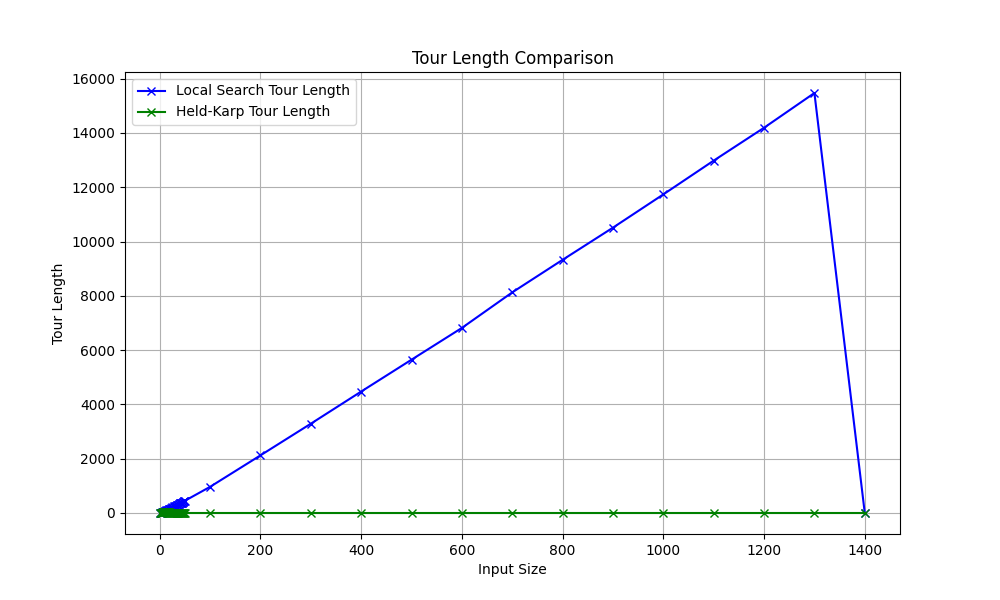 Tour Length Comparison
Local Search Tour Length
Held-Karp Tour Length
16000
14000
12000
10000
8000
6000
4000
2000
0
Tour Length
0 200 400 600 800 1000 1200 1400
Input Size